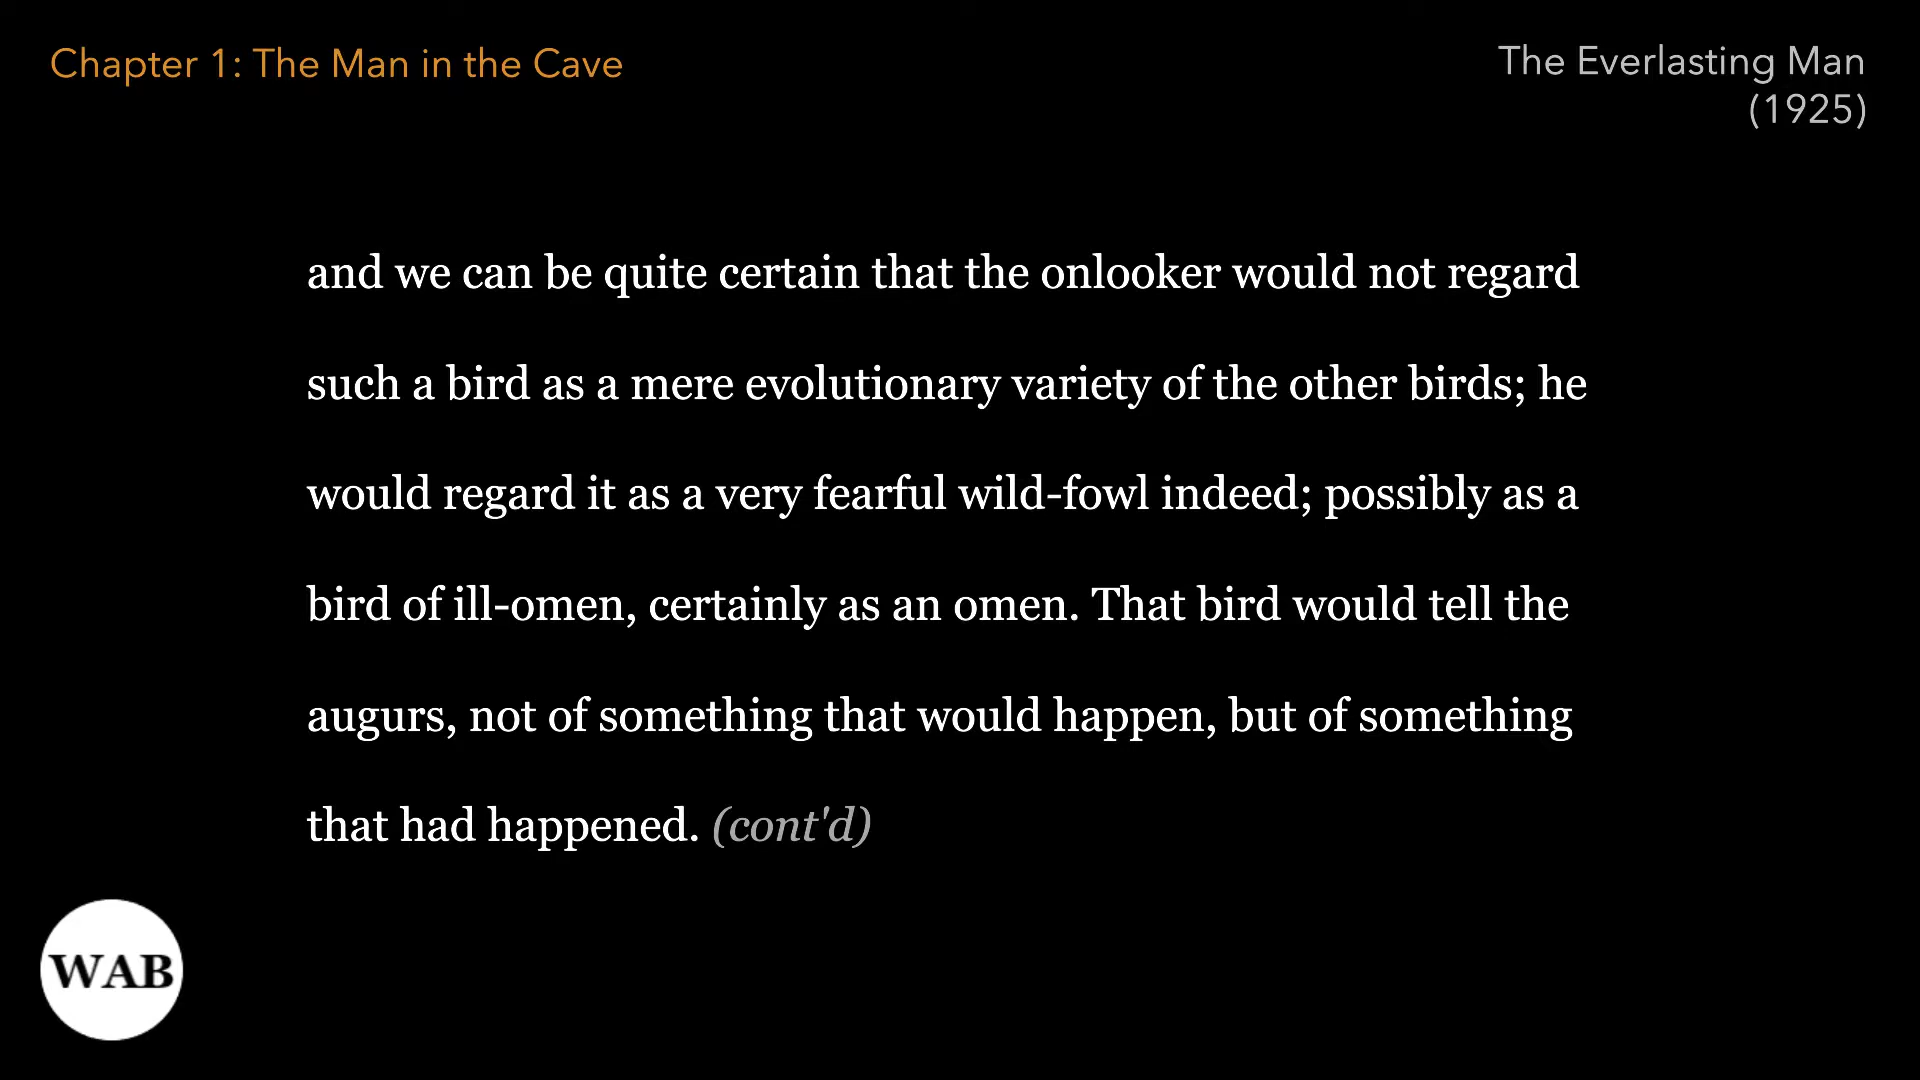 Chapter 1: The Man in the Cave
The Everlasting Man
(1925)
and we can be quite certain that the onlooker would not regard
such a bird as a mere evolutionary variety of the other birds; he
would regard it as a very fearful wild-fowl indeed; possibly as a
bird of ill-omen, certainly as an omen. That bird would tell the
augurs, not of something that would happen, but of something
that had happened. (cont'd)
WAB